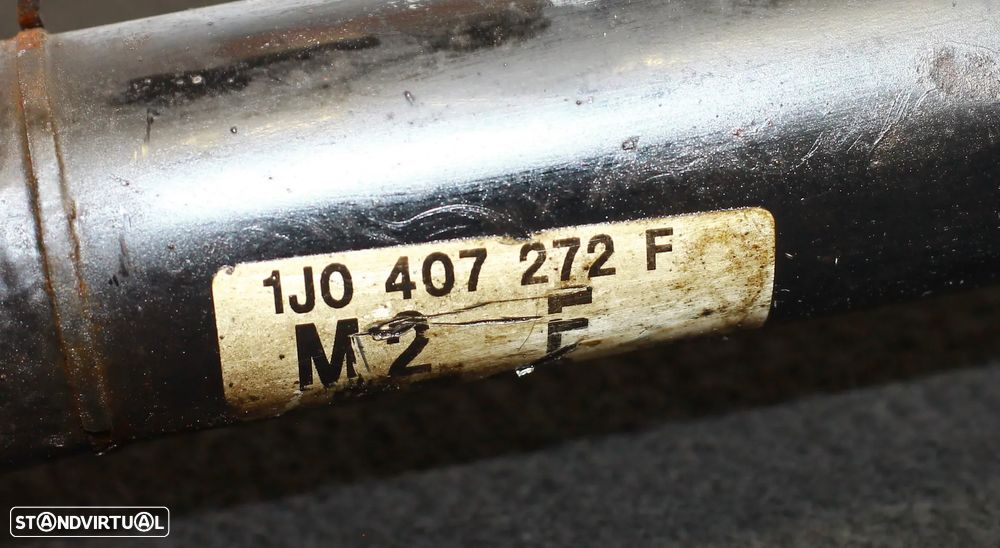 1J0 407 272 F
M 2 F
STANDVIRTUAL